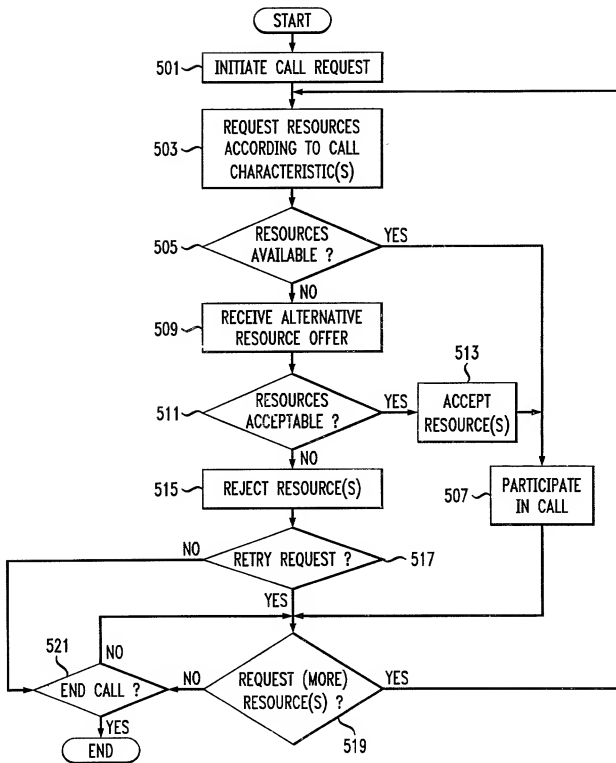 START
501
INITIATE CALL REQUEST
503
REQUEST RESOURCES
ACCORDING TO CALL
CHARACTERISTIC(S)
505
RESOURCES
AVAILABLE ?
YES
NO
509
RECEIVE ALTERNATIVE
RESOURCE OFFER
511
RESOURCES
ACCEPTABLE ?
YES
513
ACCEPT
RESOURCE(S)
NO
515
REJECT RESOURCE(S)
507
PARTICIPATE
IN CALL
NO
RETRY REQUEST ?
517
YES
521
END CALL ?
NO
NO
REQUEST (MORE)
RESOURCE(S) ?
YES
519
YES
END